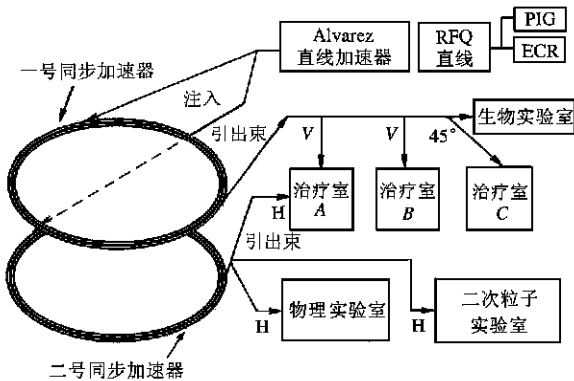 Alvarez
直线加速器
RFQ
直线
PIG
ECR
一号同步加速器
注入
引出束
V
V
45°
生物实验室
治疗室
A
治疗室
B
治疗室
C
H
引出束
H
物理实验室
H
二次粒子
实验室
二号同步加速器